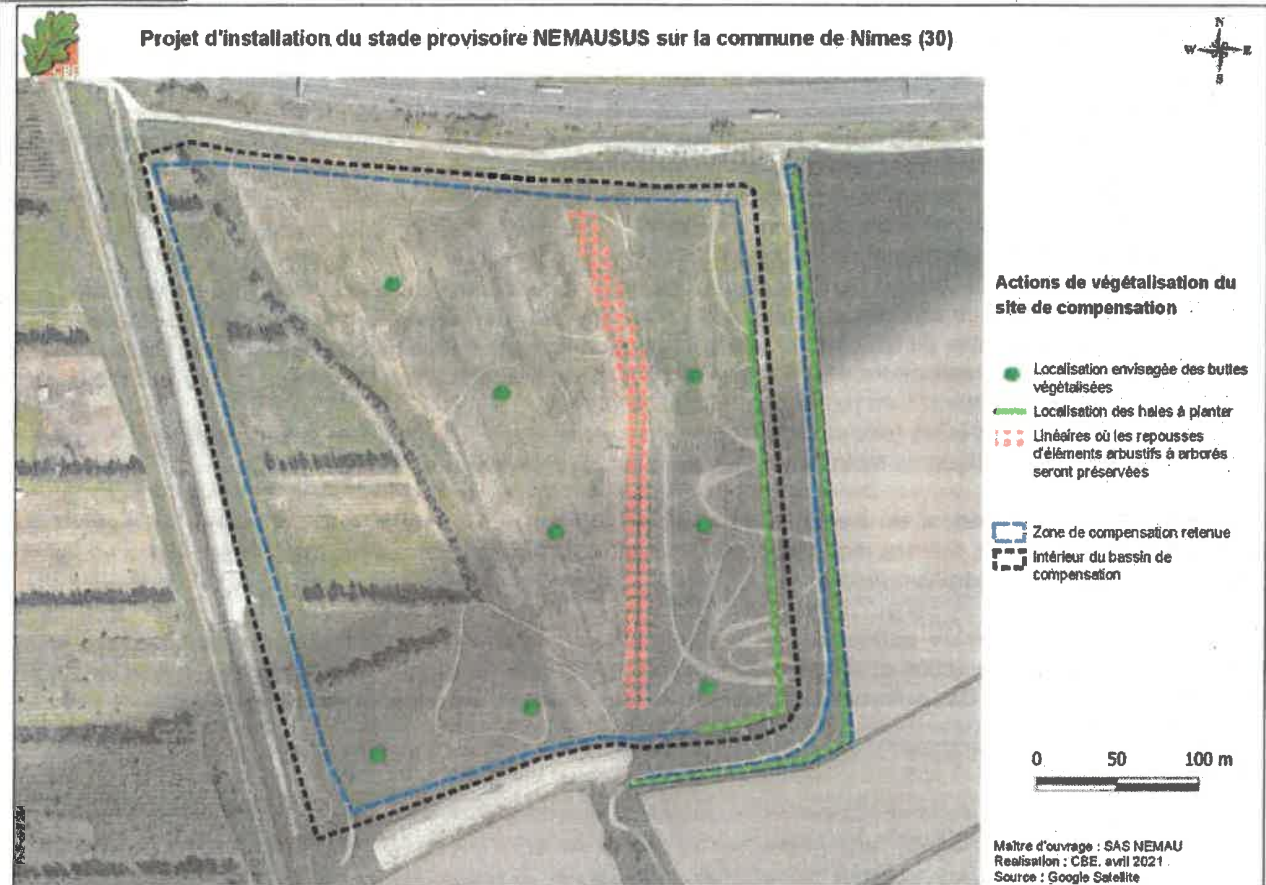 Projet d'installation du stade provisoire NEMAUSUS sur la commune de Nîmes (30)
N
W
E
S
Actions de végétalisation du
site de compensation
Localisation envisagée des buttes
végétalisées
Localisation des haies à planter
Linéaires où les repousses
d'éléments arbustifs à arborés
seront préservées
Zone de compensation retenue
Intérieur du bassin de
compensation
0 50 100 m
Maître d'ouvrage : SAS NEMAU
Realisation : CBE, avril 2021
Source : Google Satellite